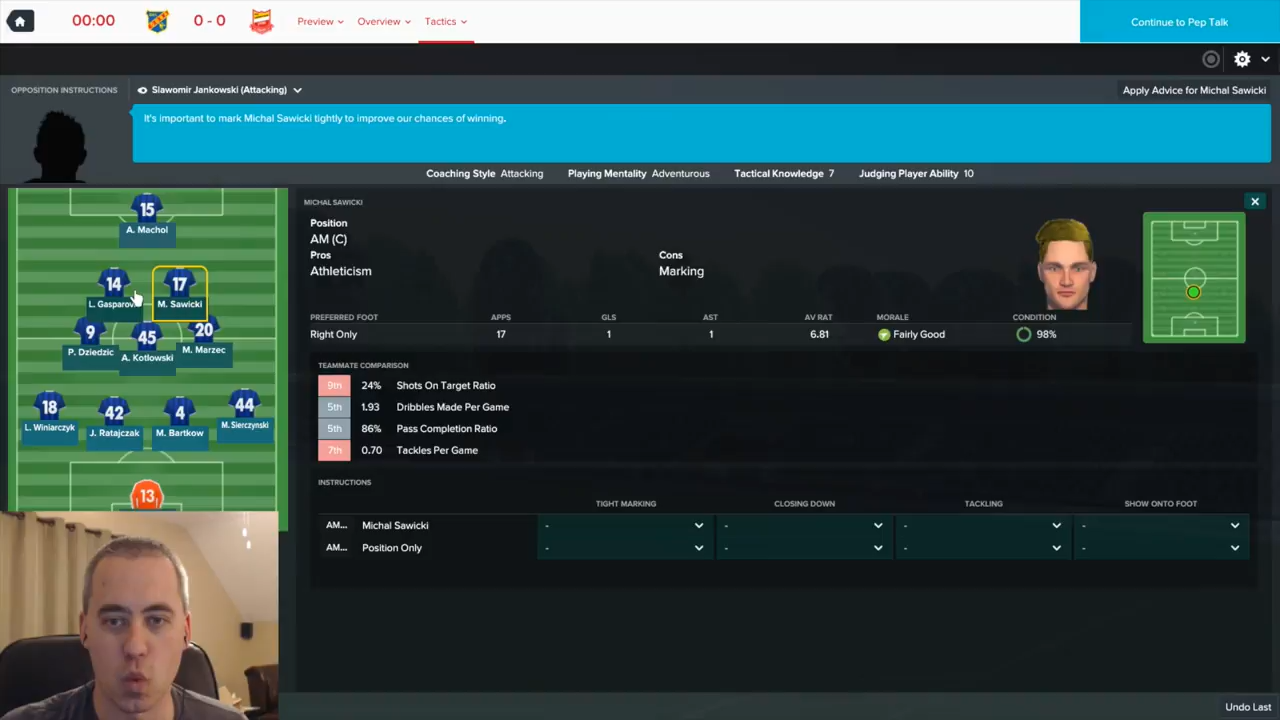 00:00
0 - 0
Preview
Overview
Tactics
Continue to Pep Talk
OPPOSITION INSTRUCTIONS
Slawomir Jankowski (Attacking)
Apply Advice for Michal Sawicki
It's important to mark Michal Sawicki tightly to improve our chances of winning.
Coaching Style Attacking
Playing Mentality Adventurous
Tactical Knowledge 7
Judging Player Ability 10
15
A. Machol
14
L. Gasparov
17
M. Sawicki
9
P. Dziedzic
45
A. Kotlowski
20
M. Marzec
18
L. Winiarczyk
42
J. Ratajczak
4
M. Bartkow
44
M. Sierczynski
13
MICHAL SAWICKI
Position
AM (C)
Pros
Athleticism
Cons
Marking
PREFERRED FOOT APPS GLS AST AV RAT MORALE CONDITION
Right Only 17 1 1 6.81 Fairly Good 98%
TEAMMATE COMPARISON
9th 24% Shots On Target Ratio
5th 1.93 Dribbles Made Per Game
5th 86% Pass Completion Ratio
7th 0.70 Tackles Per Game
INSTRUCTIONS
TIGHT MARKING CLOSING DOWN TACKLING SHOW ONTO FOOT
AM... Michal Sawicki - - - -
AM... Position Only - - - -
Undo Last